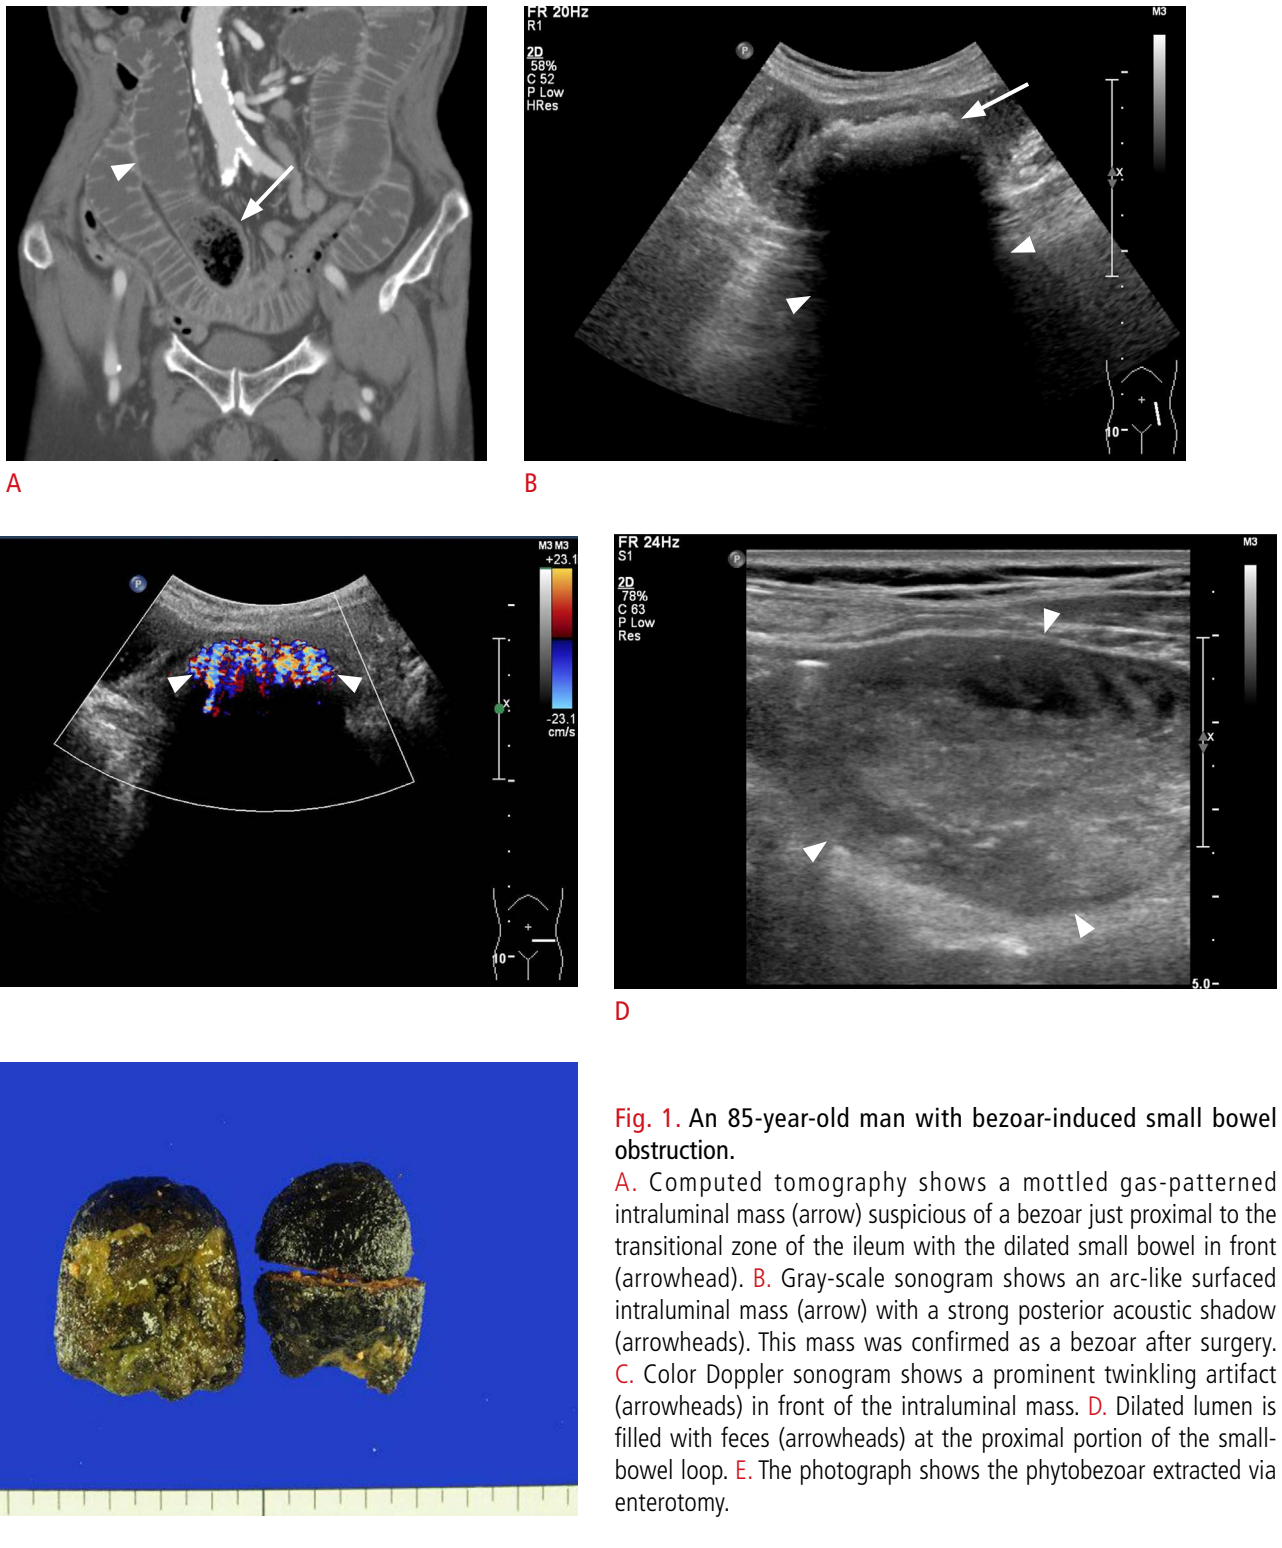 FR 20Hz
R1
2D
58%
C 52
P Low
HRes
P
M3
x
10
A
B
P
M3 M3
+23.1
x
-23.1
cm/s
10
FR 24Hz
S1
2D
78%
C 63
P Low
Res
P
M3
x
5.0
D
Fig. 1. An 85-year-old man with bezoar-induced small bowel
obstruction.
A. Computed tomography shows a mottled gas-patterned
intraluminal mass (arrow) suspicious of a bezoar just proximal to the
transitional zone of the ileum with the dilated small bowel in front
(arrowhead). B. Gray-scale sonogram shows an arc-like surfaced
intraluminal mass (arrow) with a strong posterior acoustic shadow
(arrowheads). This mass was confirmed as a bezoar after surgery.
C. Color Doppler sonogram shows a prominent twinkling artifact
(arrowheads) in front of the intraluminal mass. D. Dilated lumen is
filled with feces (arrowheads) at the proximal portion of the small-
bowel loop. E. The photograph shows the phytobezoar extracted via
enterotomy.